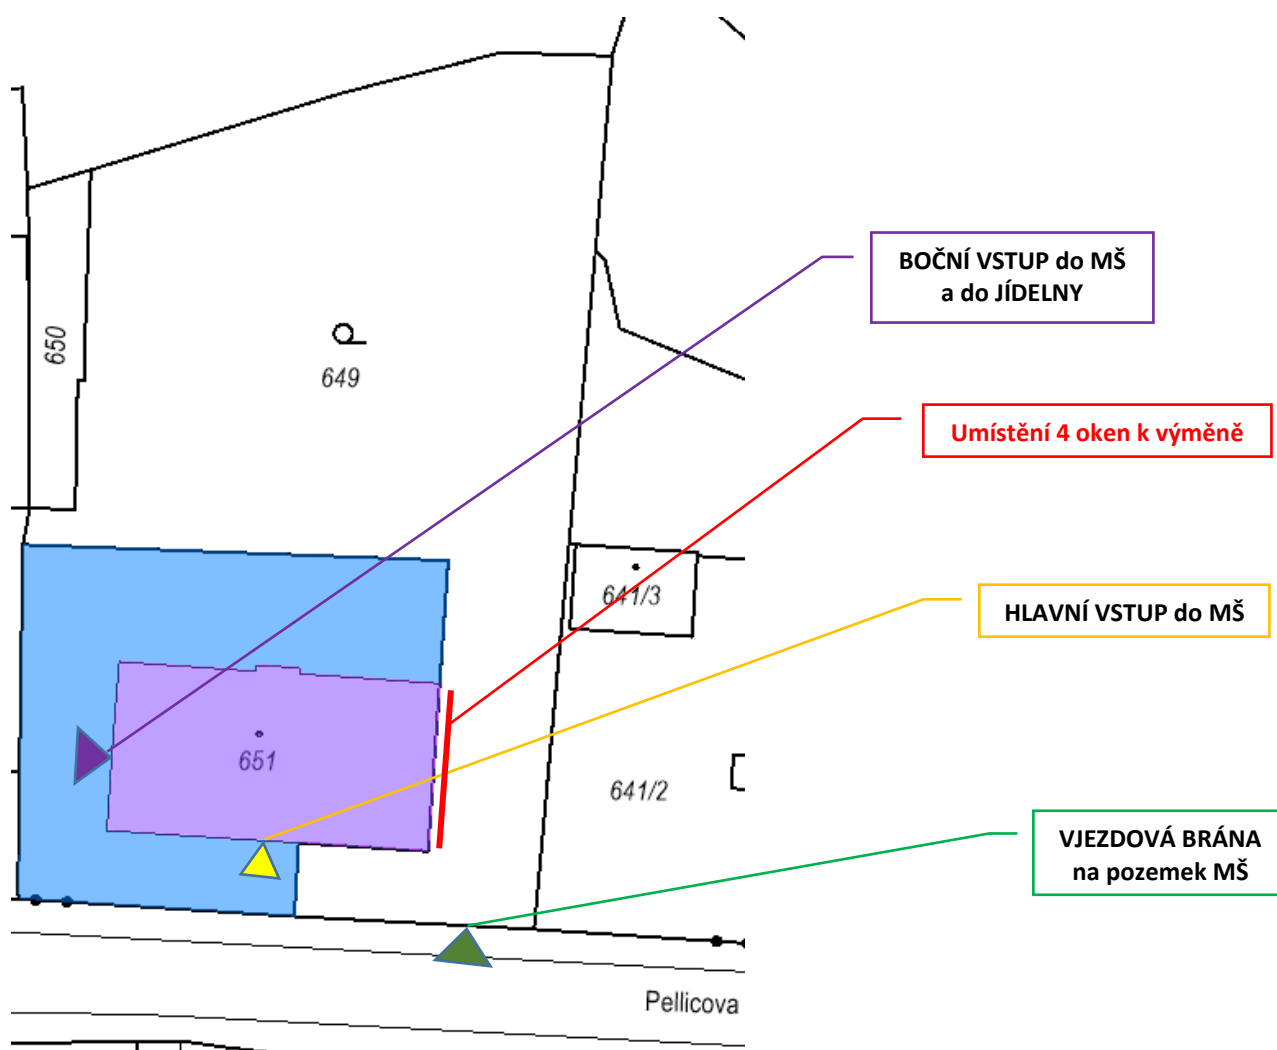 BOČNÍ VSTUP do MŠ
a do JÍDELNY
650
649
Umístění 4 oken k výměně
641/3
HLAVNÍ VSTUP do MŠ
651
641/2
VJEZDOVÁ BRÁNA
na pozemek MŠ
Pellicova